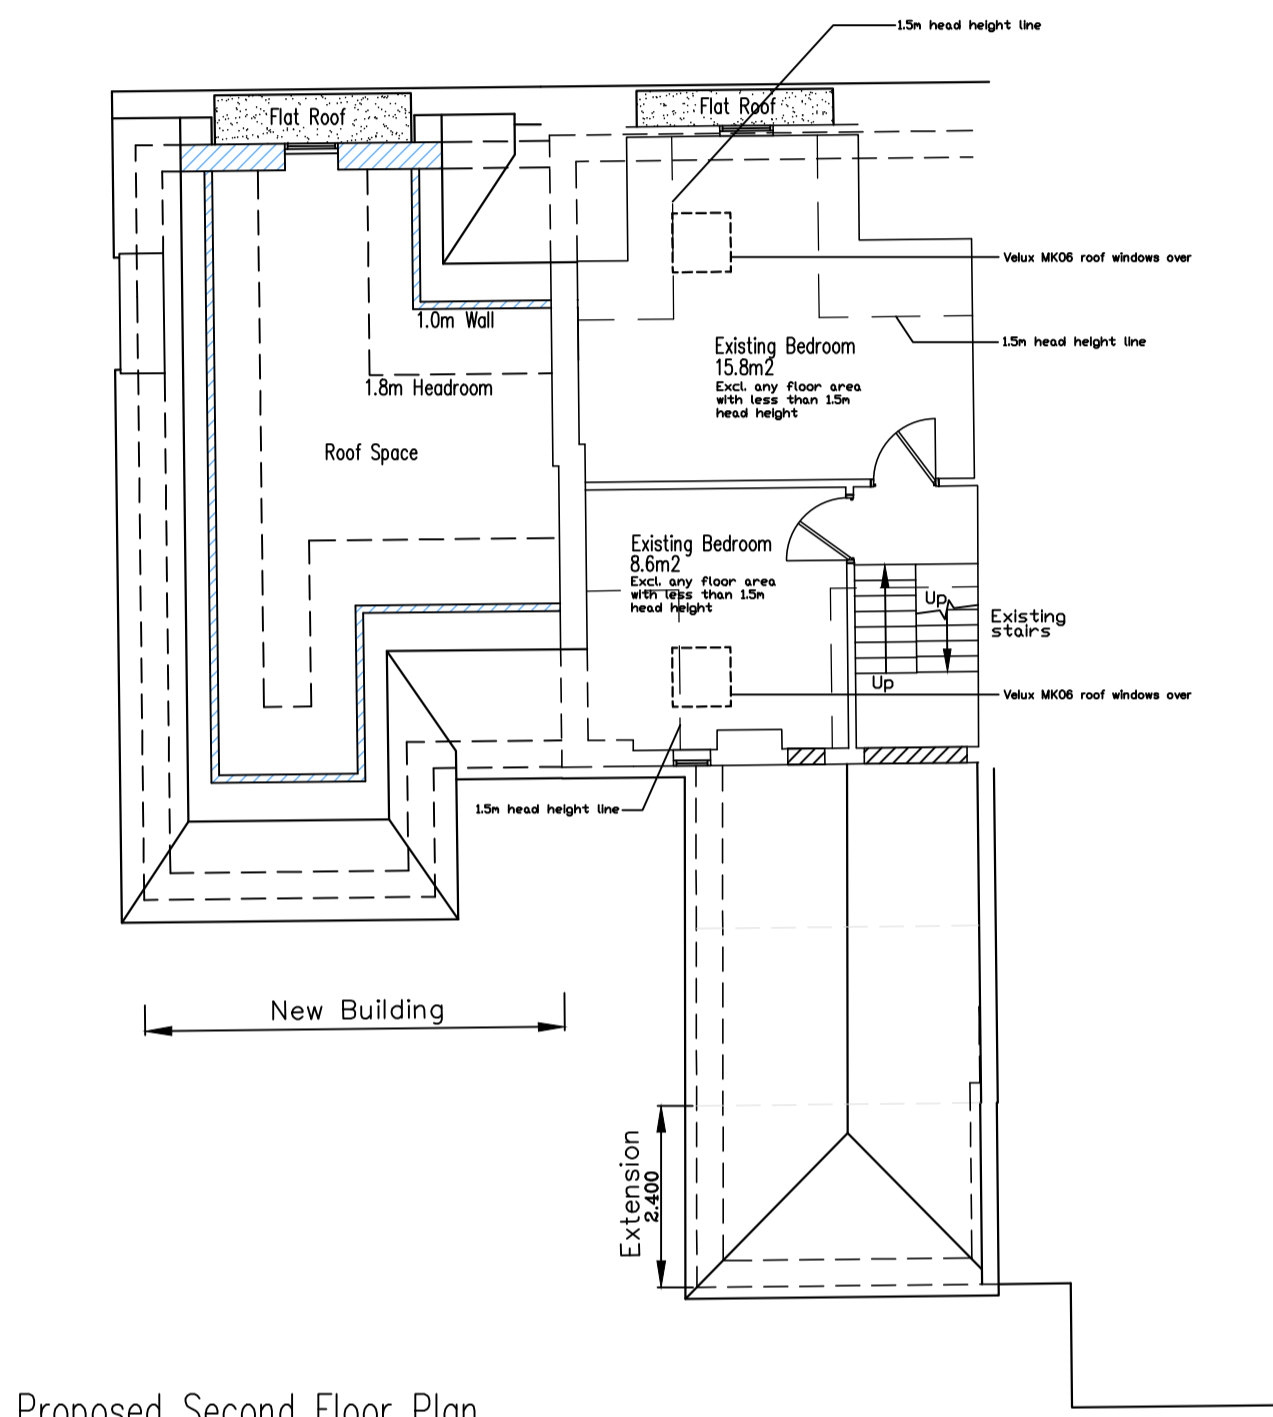 1.5m head height line
Flat Roof
Flat Roof
Velux MK06 roof windows over
1.0m Wall
1.5m head height line
Existing Bedroom
15.8m2
Excl. any floor area
with less than 1.5m
head height
1.8m Headroom
Roof Space
Existing Bedroom
8.6m2
Excl. any floor area
with less than 1.5m
head height
Up
Existing
stairs
Up
Velux MK06 roof windows over
1.5m head height line
New Building
Extension
2.400
Proposed Second Floor Plan